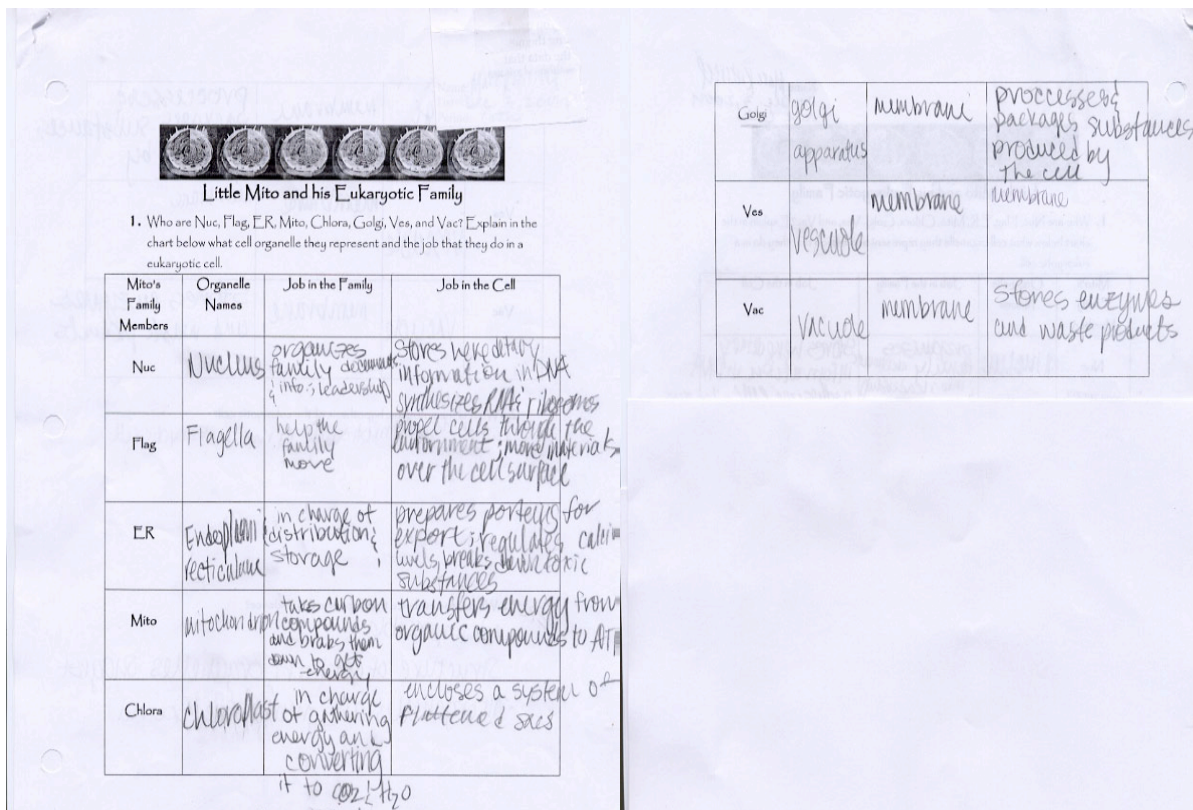 Little Mito and his Eukaryotic Family
1. Who are Nuc, Flag, ER, Mito, Chlora, Golgi, Ves, and Vac? Explain in the
chart below what cell organelle they represent and the job that they do in a
eukaryotic cell.
Mito's
Family
Members
Organelle
Names
Job in the Family
Job in the Cell
Nuc
Nucleus
organizes
family documents
& info; leadership
Stores hereditary
information in DNA
synthesizes RNA & ribosomes
Flag
Flagella
help the
family
move
propel cells through the
enviornment; move materials
over the cell surface
ER
in charge of
distribution &
storage
prepares porteins for
export; regulates calcium
levels, breaks down toxic
substances
Mito
mitochondrion
takes carbon
compounds
and braks them
down to get
energy
transfers energy from
organic compounds to ATP
Chlora
Chloroplast
in charge
of gathering
energy and
converting
it to CO2 & H2O
encloses a system of
flattened sacs
Golgi
golgi
apparatus
membrane
proccesses &
packages substances
produced by
the cell
Ves
vescuole
membrane
membrane
Vac
vacuole
membrane
stores enzymes
and waste products